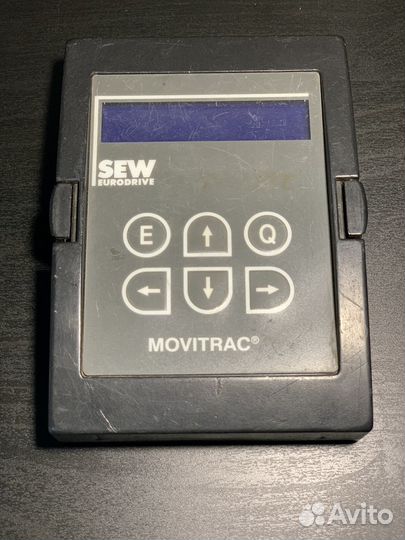 SEW
EURODRIVE
E ↑ Q
← ↓ →
MOVITRAC®
Avito